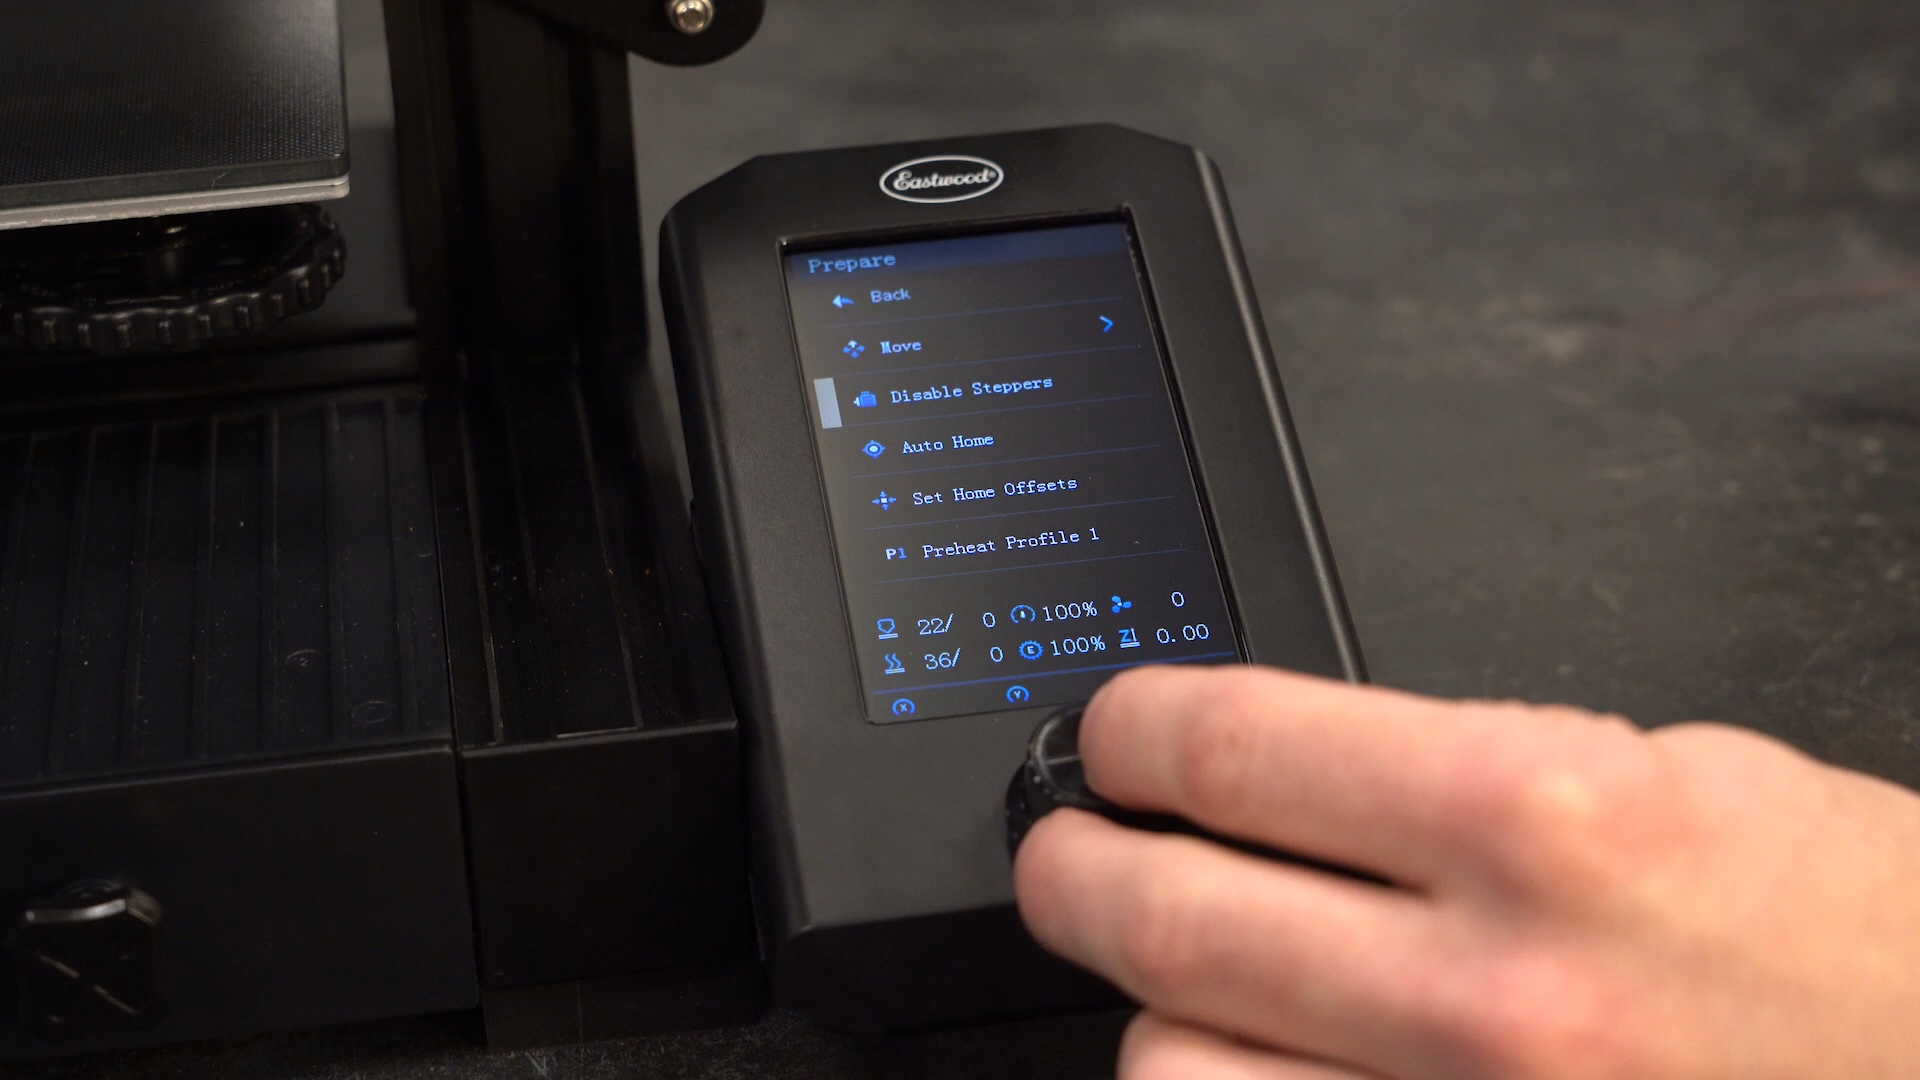 Eastwood®
Prepare
Back
Move
Disable Steppers
Auto Home
Set Home Offsets
P1 Preheat Profile 1
22/ 0 100% 0
36/ 0 E 100% Z 0.00
X Y